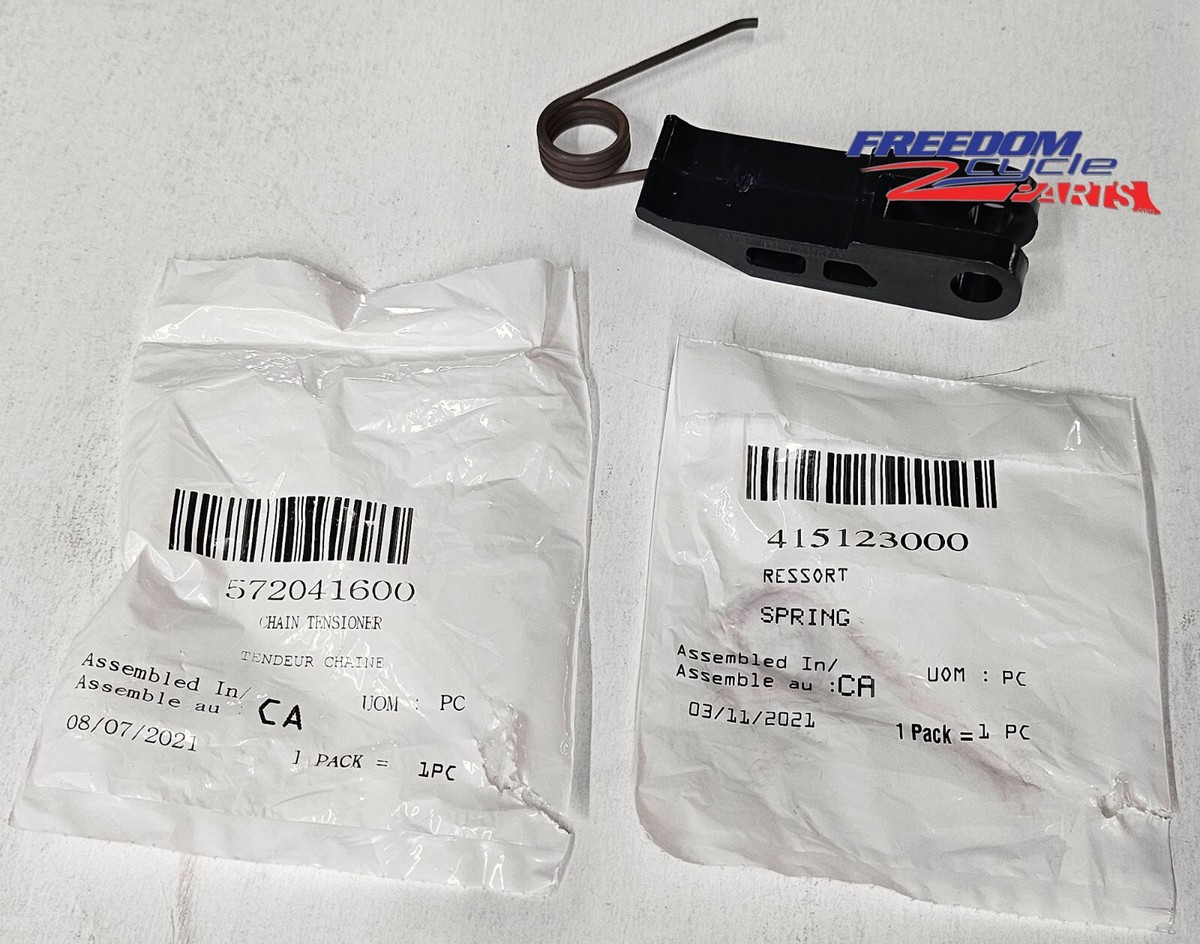 FREEDOM
2 cycle
PARTS
572041600
CHAIN TENSIONER
TENDEUR CHAINE
Assembled In/
Assemble au : CA
UOM : PC
08/07/2021
1 PACK = 1PC
415123000
RESSORT
SPRING
Assembled In/
Assemble au :CA
UOM : PC
03/11/2021
1 Pack = 1 PC